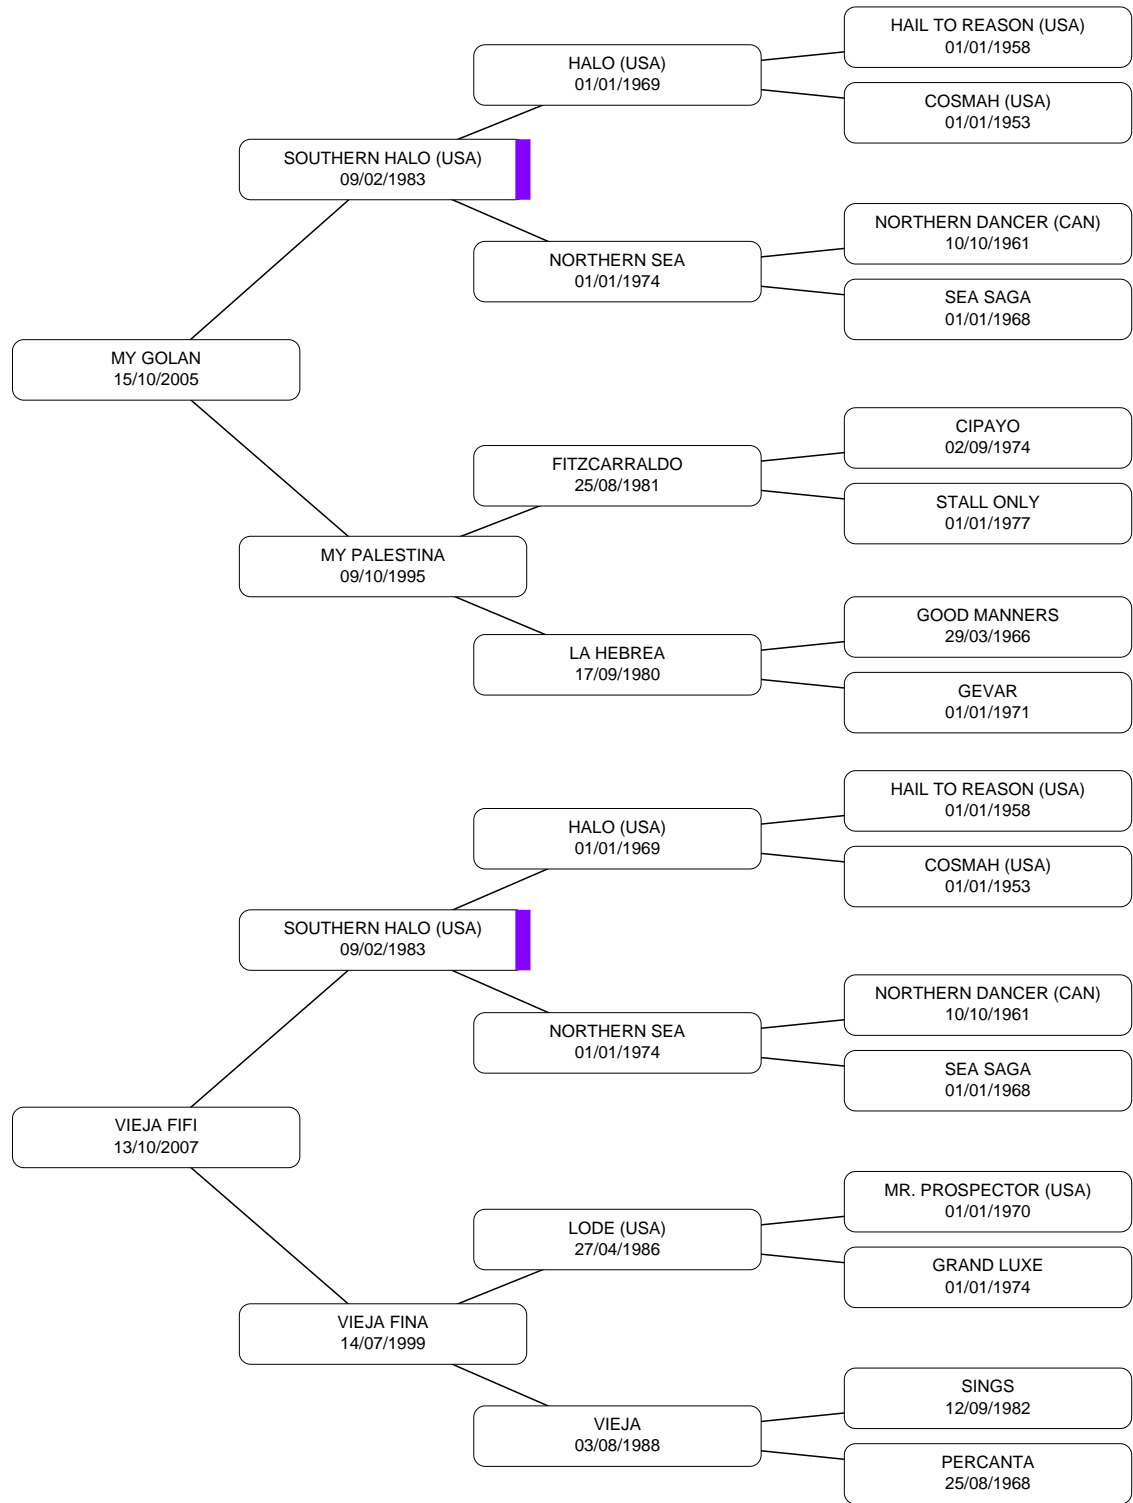 HAIL TO REASON (USA)
01/01/1958
HALO (USA)
01/01/1969
COSMAH (USA)
01/01/1953
SOUTHERN HALO (USA)
09/02/1983
NORTHERN DANCER (CAN)
10/10/1961
NORTHERN SEA
01/01/1974
SEA SAGA
01/01/1968
MY GOLAN
15/10/2005
CIPAYO
02/09/1974
FITZCARRALDO
25/08/1981
STALL ONLY
01/01/1977
MY PALESTINA
09/10/1995
GOOD MANNERS
29/03/1966
LA HEBREA
17/09/1980
GEVAR
01/01/1971
HAIL TO REASON (USA)
01/01/1958
HALO (USA)
01/01/1969
COSMAH (USA)
01/01/1953
SOUTHERN HALO (USA)
09/02/1983
NORTHERN DANCER (CAN)
10/10/1961
NORTHERN SEA
01/01/1974
SEA SAGA
01/01/1968
VIEJA FIFI
13/10/2007
MR. PROSPECTOR (USA)
01/01/1970
LODE (USA)
27/04/1986
GRAND LUXE
01/01/1974
VIEJA FINA
14/07/1999
SINGS
12/09/1982
VIEJA
03/08/1988
PERCANTA
25/08/1968